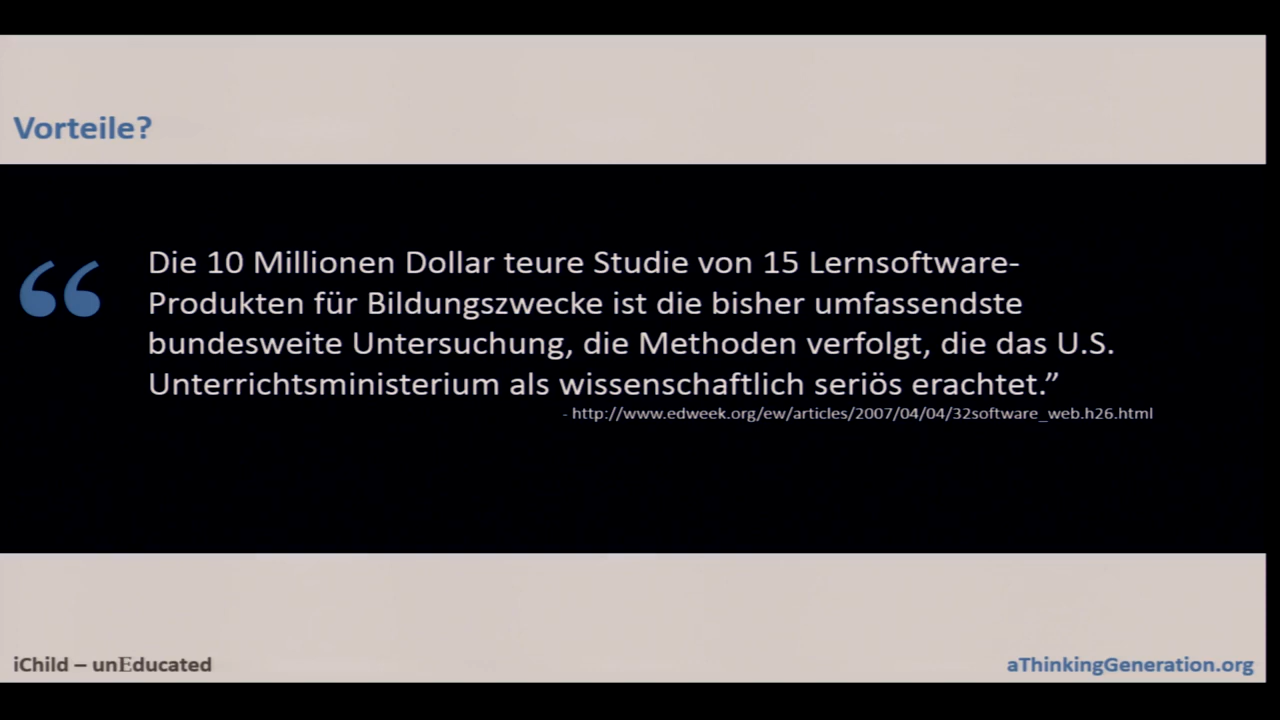 Vorteile?
“
Die 10 Millionen Dollar teure Studie von 15 Lernsoftware-
Produkten für Bildungszwecke ist die bisher umfassendste
bundesweite Untersuchung, die Methoden verfolgt, die das U.S.
Unterrichtsministerium als wissenschaftlich seriös erachtet.”
- http://www.edweek.org/ew/articles/2007/04/04/32software_web.h26.html
iChild – unEducated
aThinkingGeneration.org